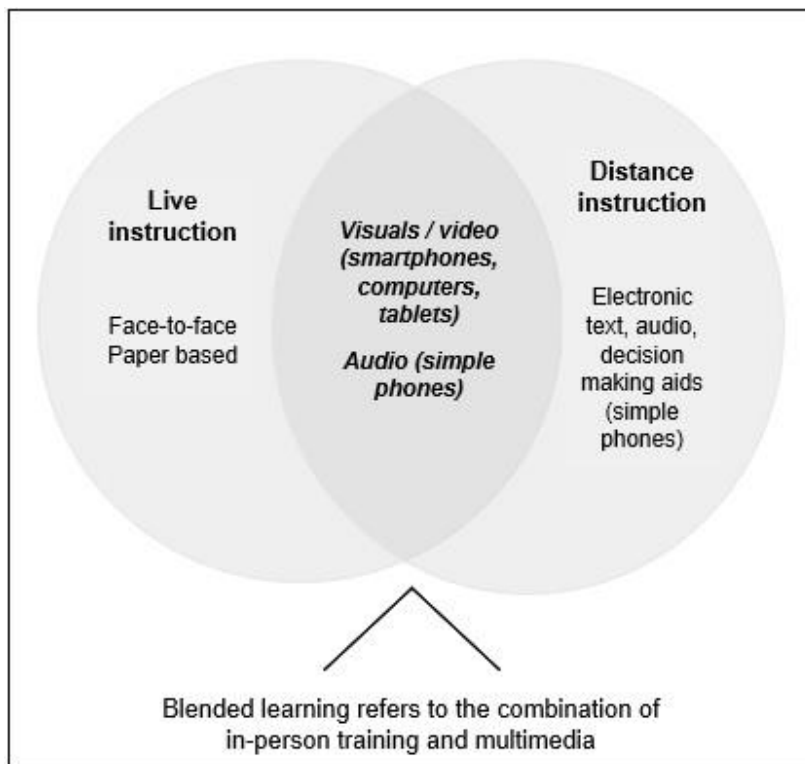 Live
instruction
Face-to-face
Paper based
Visuals / video
(smartphones,
computers,
tablets)
Audio (simple
phones)
Distance
instruction
Electronic
text, audio,
decision
making aids
(simple
phones)
Blended learning refers to the combination of
in-person training and multimedia